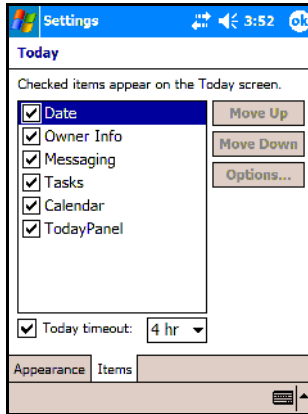 Settings 3:52 ok
Today
Checked items appear on the Today screen.
Date
Owner Info
Messaging
Tasks
Calendar
TodayPanel
Move Up
Move Down
Options...
Today timeout: 4 hr
Appearance Items